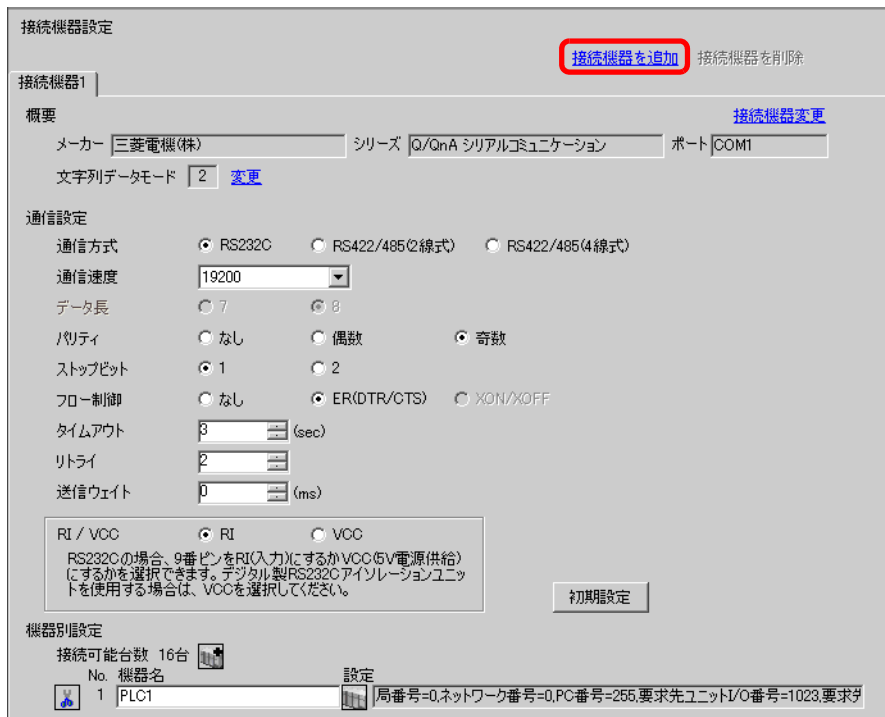 接続機器設定
接続機器を追加 接続機器を削除
接続機器1
概要 接続機器変更
メーカー 三菱電機(株) シリーズ Q/QnA シリアルコミュニケーション ポート COM1
文字列データモード 2 変更
通信設定
通信方式 RS232C RS422/485(2線式) RS422/485(4線式)
通信速度 19200
データ長 7 8
パリティ なし 偶数 奇数
ストップビット 1 2
フロー制御 なし ER(DTR/CTS) XON/XOFF
タイムアウト 3 (sec)
リトライ 2
送信ウェイト 0 (ms)
RI / VCC RI VCC
RS232Cの場合、9番ピンをRI(入力)にするかVCC(5V電源供給)
にするかを選択できます。デジタル製RS232Cアイソレーションユニッ
トを使用する場合は、VCCを選択してください。
初期設定
機器別設定
接続可能台数 16台
No. 機器名 設定
1 PLC1 局番号=0,ネットワーク番号=0,PC番号=255,要求先ユニットI/O番号=1023,要求